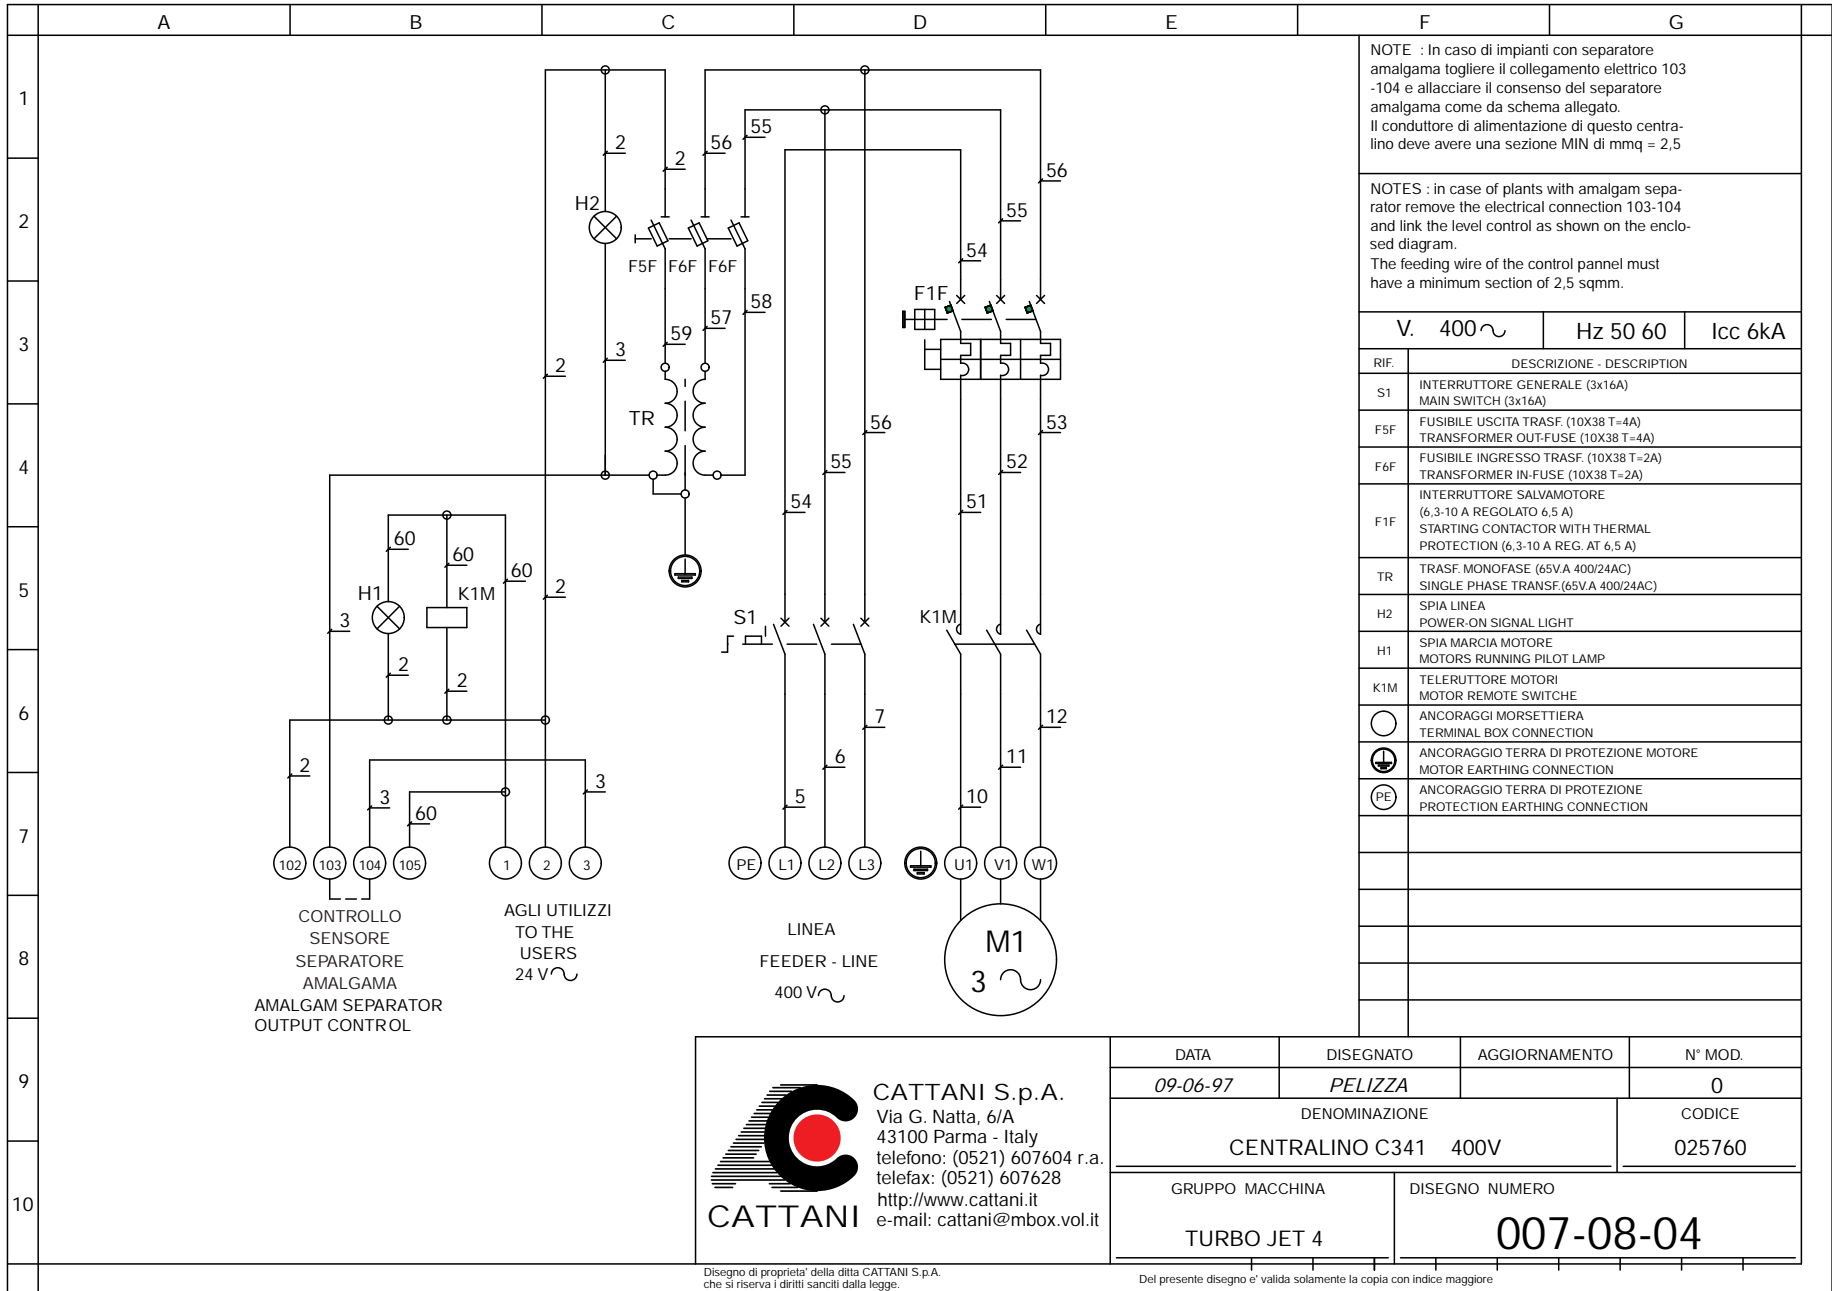 A B C D E F G
1
2
3
4
5
6
7
8
9
10
NOTE : In caso di impianti con separatore
amalgama togliere il collegamento elettrico 103
-104 e allacciare il consenso del separatore
amalgama come da schema allegato.
Il conduttore di alimentazione di questo centra-
lino deve avere una sezione MIN di mmq = 2,5
NOTES : in case of plants with amalgam sepa-
rator remove the electrical connection 103-104
and link the level control as shown on the enclo-
sed diagram.
The feeding wire of the control pannel must
have a minimum section of 2,5 sqmm.
V. 400 Hz 50 60 Icc 6kA
RIF. DESCRIZIONE - DESCRIPTION
S1 INTERRUTTORE GENERALE (3x16A)
MAIN SWITCH (3x16A)
F5F FUSIBILE USCITA TRASF. (10X38 T=4A)
TRANSFORMER OUT-FUSE (10X38 T=4A)
F6F FUSIBILE INGRESSO TRASF. (10X38 T=2A)
TRANSFORMER IN-FUSE (10X38 T=2A)
F1F INTERRUTTORE SALVAMOTORE
(6,3-10 A REGOLATO 6,5 A)
STARTING CONTACTOR WITH THERMAL
PROTECTION (6,3-10 A REG. AT 6,5 A)
TR TRASF. MONOFASE (65V.A 400/24AC)
SINGLE PHASE TRANSF.(65V.A 400/24AC)
H2 SPIA LINEA
POWER-ON SIGNAL LIGHT
H1 SPIA MARCIA MOTORE
MOTORS RUNNING PILOT LAMP
K1M TELERUTTORE MOTORI
MOTOR REMOTE SWITCHE
ANCORAGGI MORSETTIERA
TERMINAL BOX CONNECTION
ANCORAGGIO TERRA DI PROTEZIONE MOTORE
MOTOR EARTHING CONNECTION
PE ANCORAGGIO TERRA DI PROTEZIONE
PROTECTION EARTHING CONNECTION
2 2 56 55
56
H2 55
54
F5F F6F F6F
F1F
58
57
59
3
2
TR
56 53
55 52
54 51
60 60 60
H1 K1M
2
3
S1 K1M
2 2
7 12
6 11
5 10
2 3 60 3
102 103 104 105 1 2 3 PE L1 L2 L3 U1 V1 W1
CONTROLLO
SENSORE
SEPARATORE
AMALGAMA
AMALGAM SEPARATOR
OUTPUT CONTROL
AGLI UTILIZZI
TO THE
USERS
24 V
LINEA
FEEDER - LINE
400 V
M1
3
CATTANI
CATTANI S.p.A.
Via G. Natta, 6/A
43100 Parma - Italy
telefono: (0521) 607604 r.a.
telefax: (0521) 607628
http://www.cattani.it
e-mail: cattani@mbox.vol.it
DATA DISEGNATO AGGIORNAMENTO N° MOD.
09-06-97 PELIZZA 0
DENOMINAZIONE CODICE
CENTRALINO C341 400V 025760
GRUPPO MACCHINA DISEGNO NUMERO
TURBO JET 4 007-08-04
Disegno di proprieta' della ditta CATTANI S.p.A.
che si riserva i diritti sanciti dalla legge.
Del presente disegno e' valida solamente la copia con indice maggiore